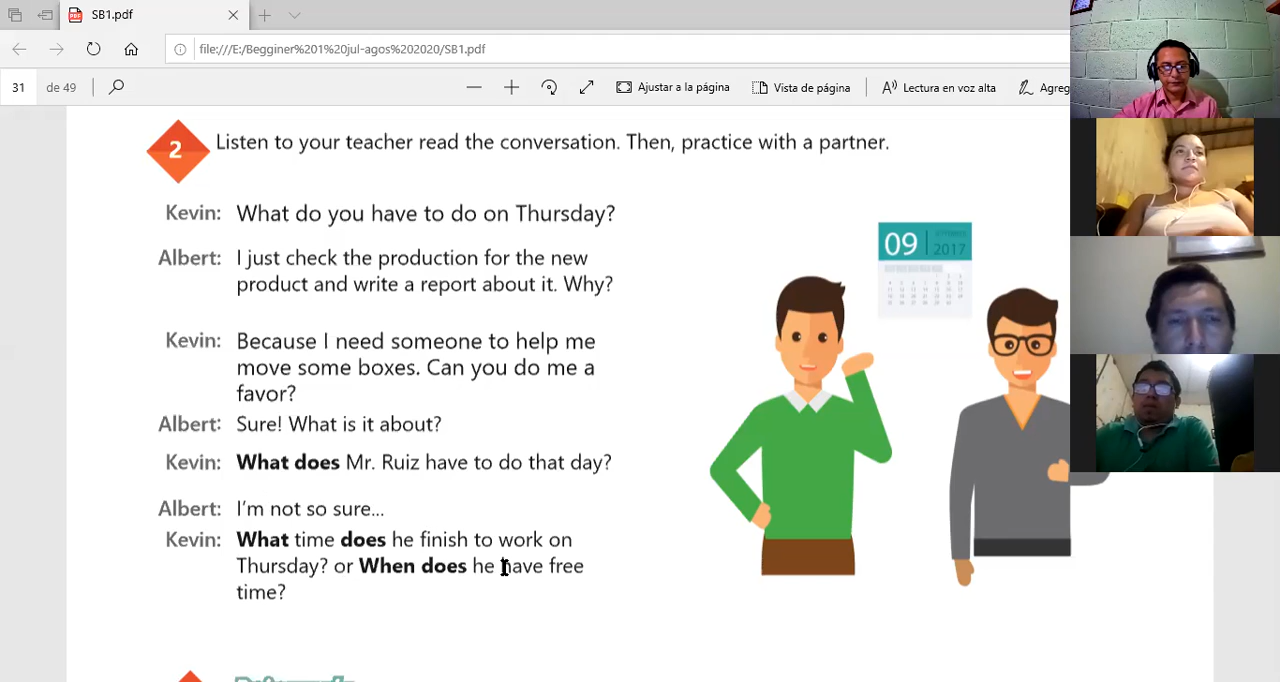 SB1.pdf
file:///E:/Begginer%201%20jul-agos%202020/SB1.pdf
31 de 49
Ajustar a la página
Vista de página
Lectura en voz alta
Agreg
2 Listen to your teacher read the conversation. Then, practice with a partner.
Kevin: What do you have to do on Thursday?
Albert: I just check the production for the new
product and write a report about it. Why?
Kevin: Because I need someone to help me
move some boxes. Can you do me a
favor?
Albert: Sure! What is it about?
Kevin: What does Mr. Ruiz have to do that day?
Albert: I'm not so sure...
Kevin: What time does he finish to work on
Thursday? or When does he have free
time?
09
2017